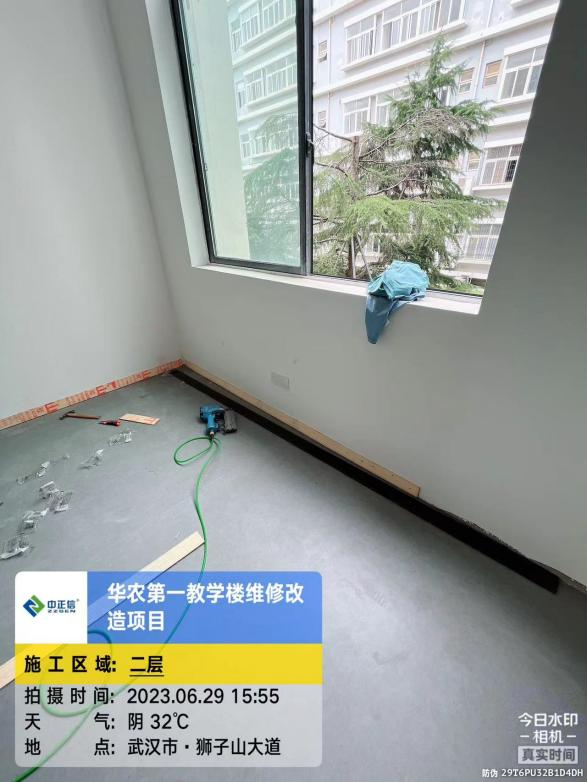 中正信
ZZGEN
华农第一教学楼维修改
造项目
施工区域: 二层
拍摄时间: 2023.06.29 15:55
天气: 阴 32℃
地点: 武汉市·狮子山大道
今日水印
-相机-
真实时间
防伪 29T6PU32B1D4DH